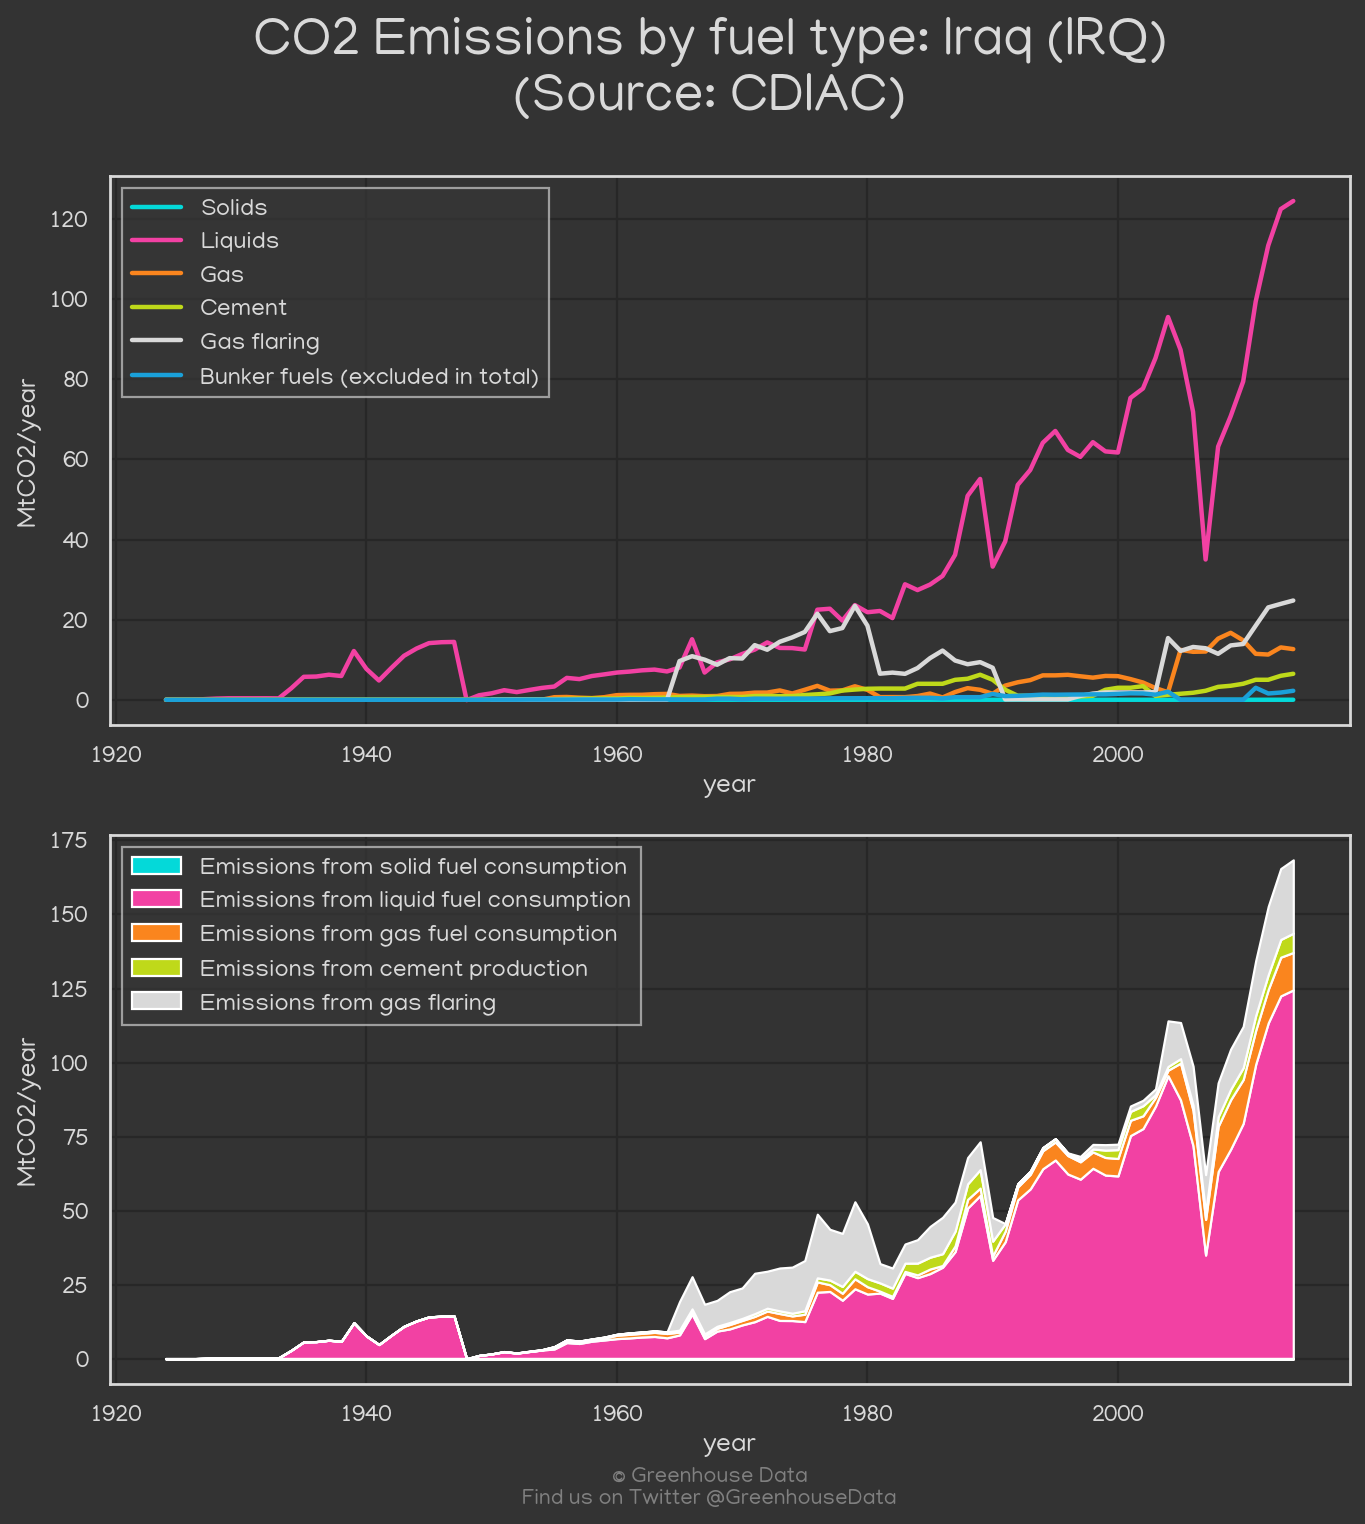 CO2 Emissions by fuel type: Iraq (IRQ)
(Source: CDIAC)
Solids
Liquids
Gas
Cement
Gas flaring
Bunker fuels (excluded in total)
120
100
80
60
40
20
0
MtCO2/year
1920 1940 1960 1980 2000
year
175
150
125
100
75
50
25
0
MtCO2/year
Emissions from solid fuel consumption
Emissions from liquid fuel consumption
Emissions from gas fuel consumption
Emissions from cement production
Emissions from gas flaring
1920 1940 1960 1980 2000
year
© Greenhouse Data
Find us on Twitter @GreenhouseData